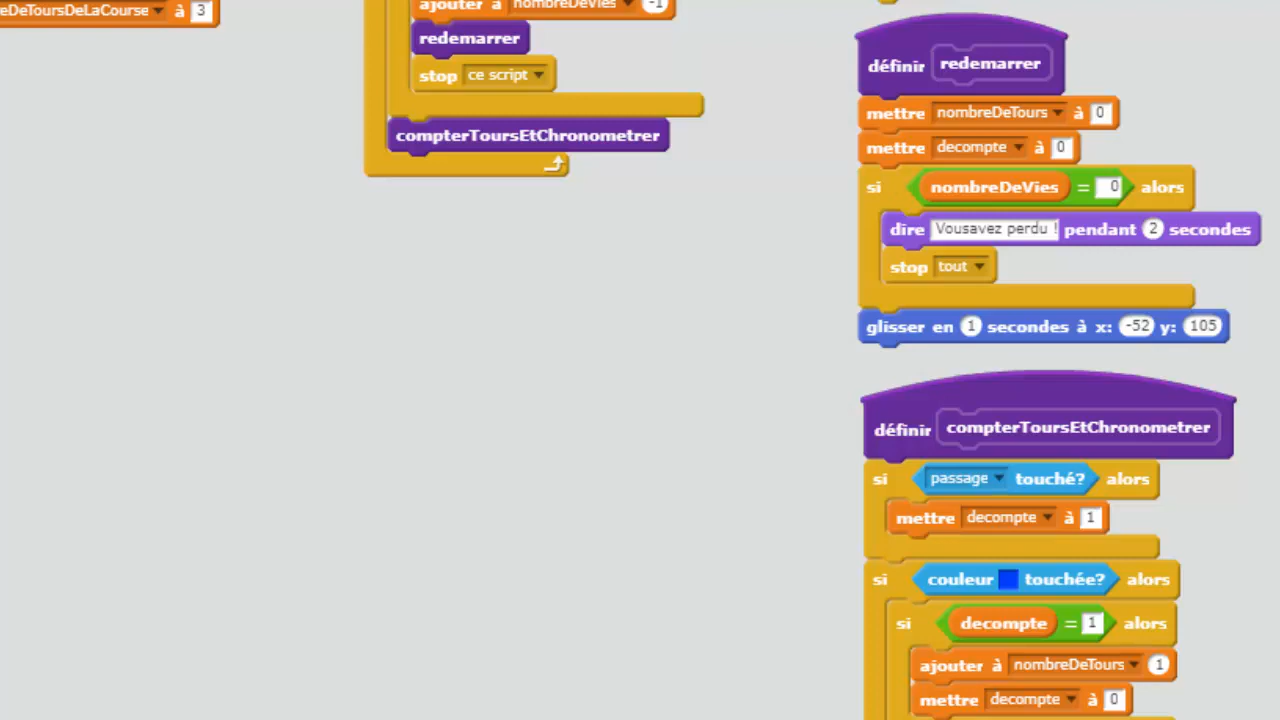 reDeToursDeLaCourse à 3
ajouter à nombreDeVies -1
redemarrer
stop ce script
compterToursEtChronometrer
définir redemarrer
mettre nombreDeTours à 0
mettre decompte à 0
si nombreDeVies = 0 alors
dire Vousavez perdu ! pendant 2 secondes
stop tout
glisser en 1 secondes à x: -52 y: 105
définir compterToursEtChronometrer
si passage touché? alors
mettre decompte à 1
si couleur touchée? alors
si decompte = 1 alors
ajouter à nombreDeTours 1
mettre decompte à 0